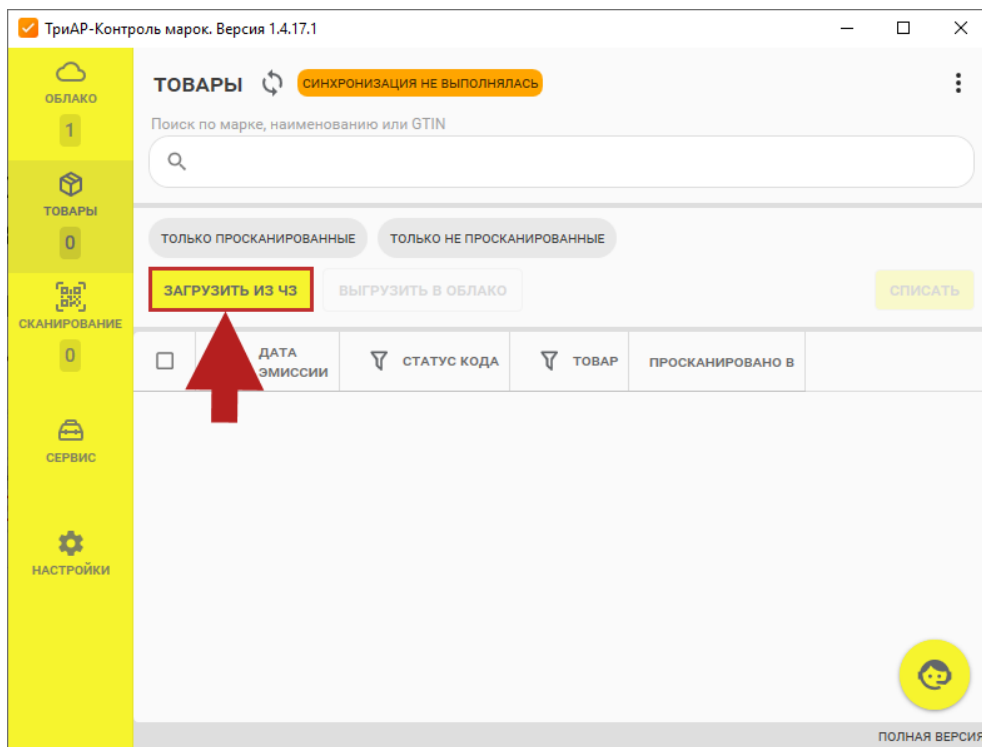 ТриАР-Контроль марок. Версия 1.4.17.1
ОБЛАКО
1
ТОВАРЫ
0
СКАНИРОВАНИЕ
0
СЕРВИС
НАСТРОЙКИ
ТОВАРЫ
СИНХРОНИЗАЦИЯ НЕ ВЫПОЛНЯЛАСЬ
Поиск по марке, наименованию или GTIN
ТОЛЬКО ПРОСКАНИРОВАННЫЕ
ТОЛЬКО НЕ ПРОСКАНИРОВАННЫЕ
ЗАГРУЗИТЬ ИЗ ЧЗ
ВЫГРУЗИТЬ В ОБЛАКО
СПИСАТЬ
ДАТА
ЭМИССИИ
СТАТУС КОДА
ТОВАР
ПРОСКАНИРОВАНО В
ПОЛНАЯ ВЕРСИЯ